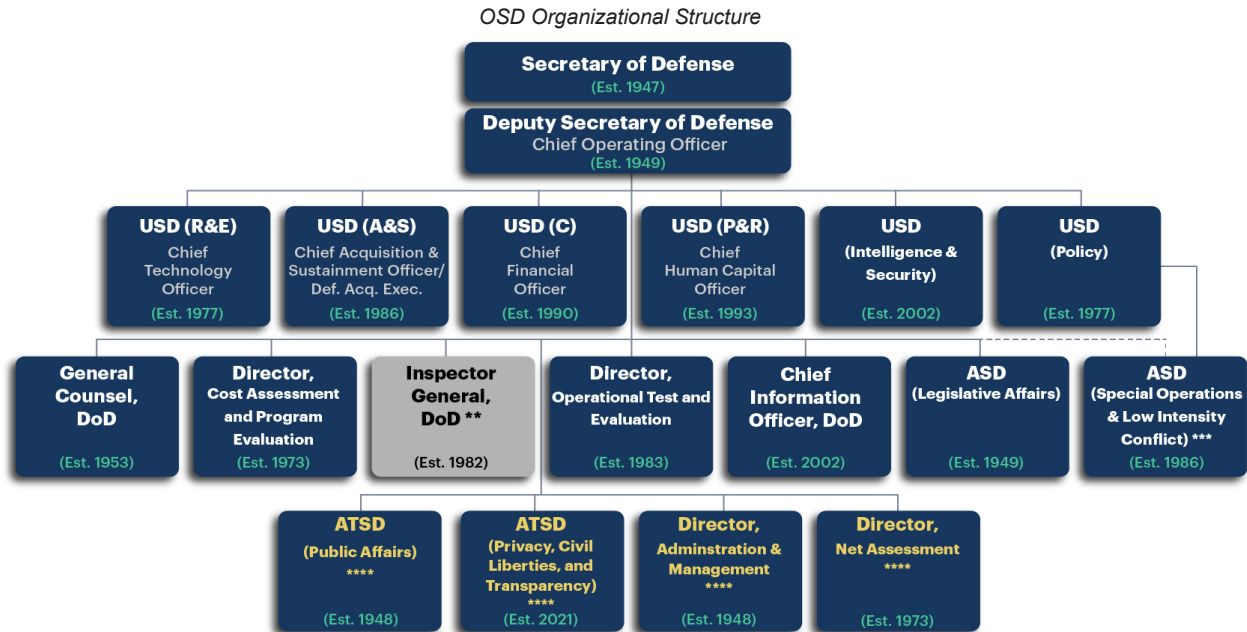 OSD Organizational Structure
Secretary of Defense
(Est. 1947)
Deputy Secretary of Defense
Chief Operating Officer
(Est. 1949)
USD (R&E)
Chief
Technology
Officer
(Est. 1977)
USD (A&S)
Chief Acquisition &
Sustainment Officer/
Def. Acq. Exec.
(Est. 1986)
USD (C)
Chief
Financial
Officer
(Est. 1990)
USD (P&R)
Chief
Human Capital
Officer
(Est. 1993)
USD
(Intelligence &
Security)
(Est. 2002)
USD
(Policy)
(Est. 1977)
General
Counsel,
DoD
(Est. 1953)
Director,
Cost Assessment
and Program
Evaluation
(Est. 1973)
Inspector
General,
DoD **
(Est. 1982)
Director,
Operational Test and
Evaluation
(Est. 1983)
Chief
Information
Officer, DoD
(Est. 2002)
ASD
(Legislative Affairs)
(Est. 1949)
ASD
(Special Operations
& Low Intensity
Conflict) ***
(Est. 1986)
ATSD
(Public Affairs)
****
(Est. 1948)
ATSD
(Privacy, Civil
Liberties, and
Transparency)
****
(Est. 2021)
Director,
Adminstration &
Management
****
(Est. 1948)
Director,
Net Assessment
****
(Est. 1973)